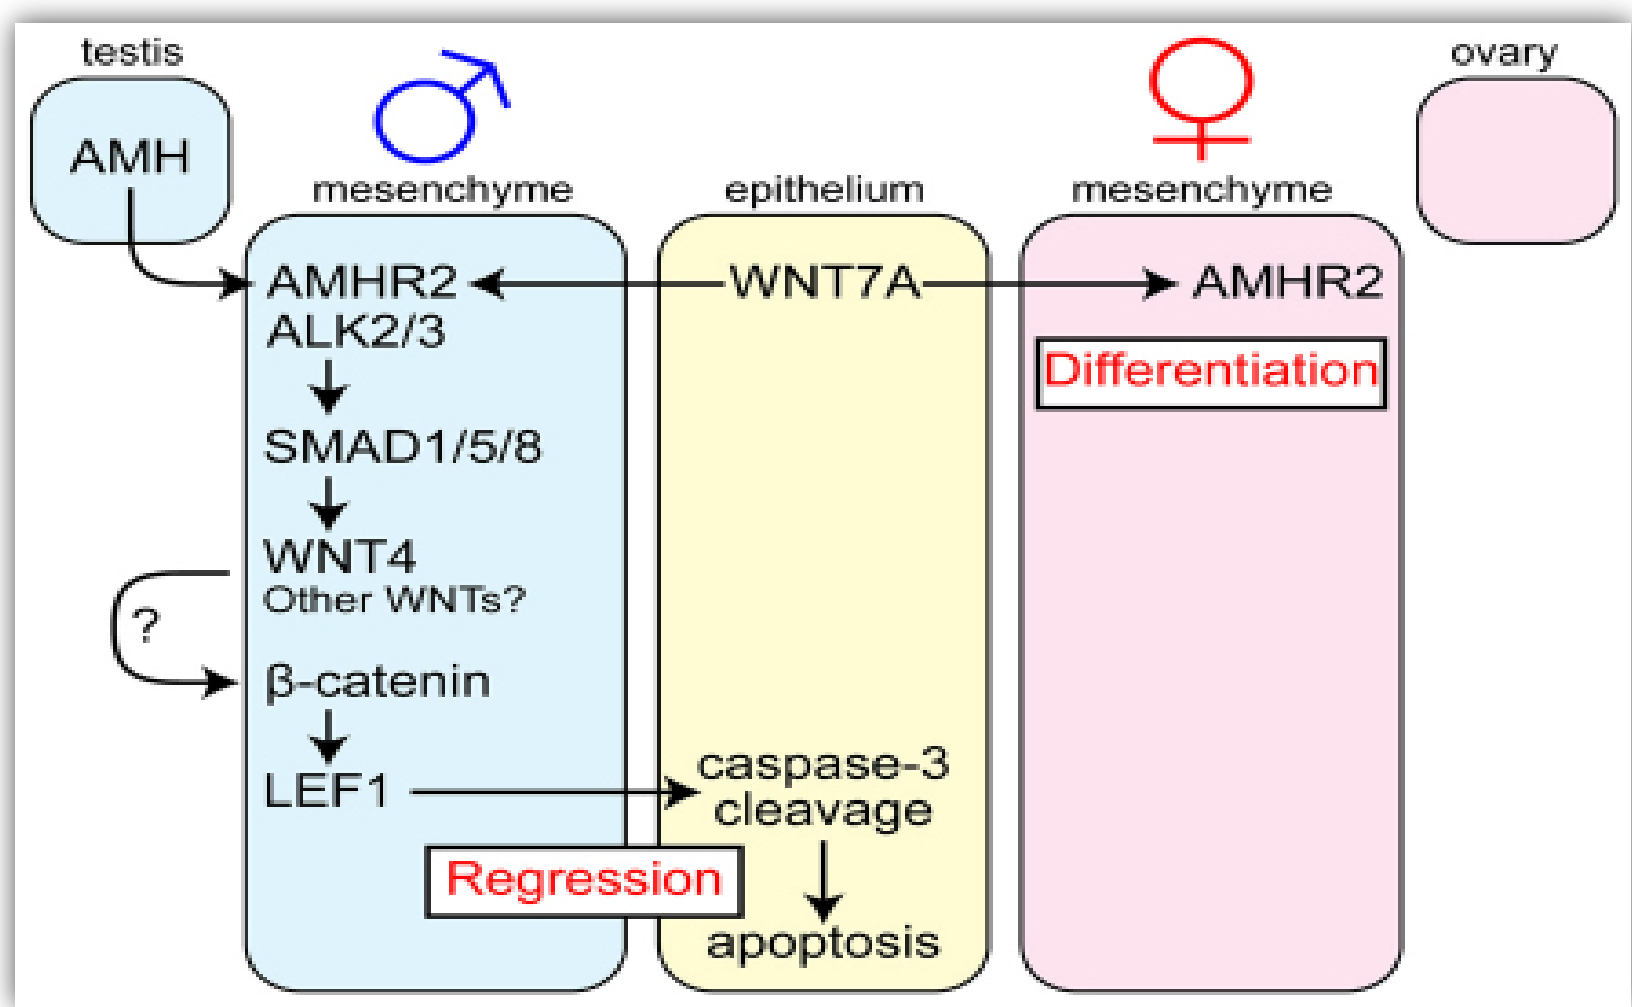 testis
ovary
AMH
mesenchyme
epithelium
mesenchyme
AMHR2
WNT7A
AMHR2
ALK2/3
Differentiation
SMAD1/5/8
WNT4
Other WNTs?
?
β-catenin
LEF1
caspase-3
cleavage
Regression
apoptosis